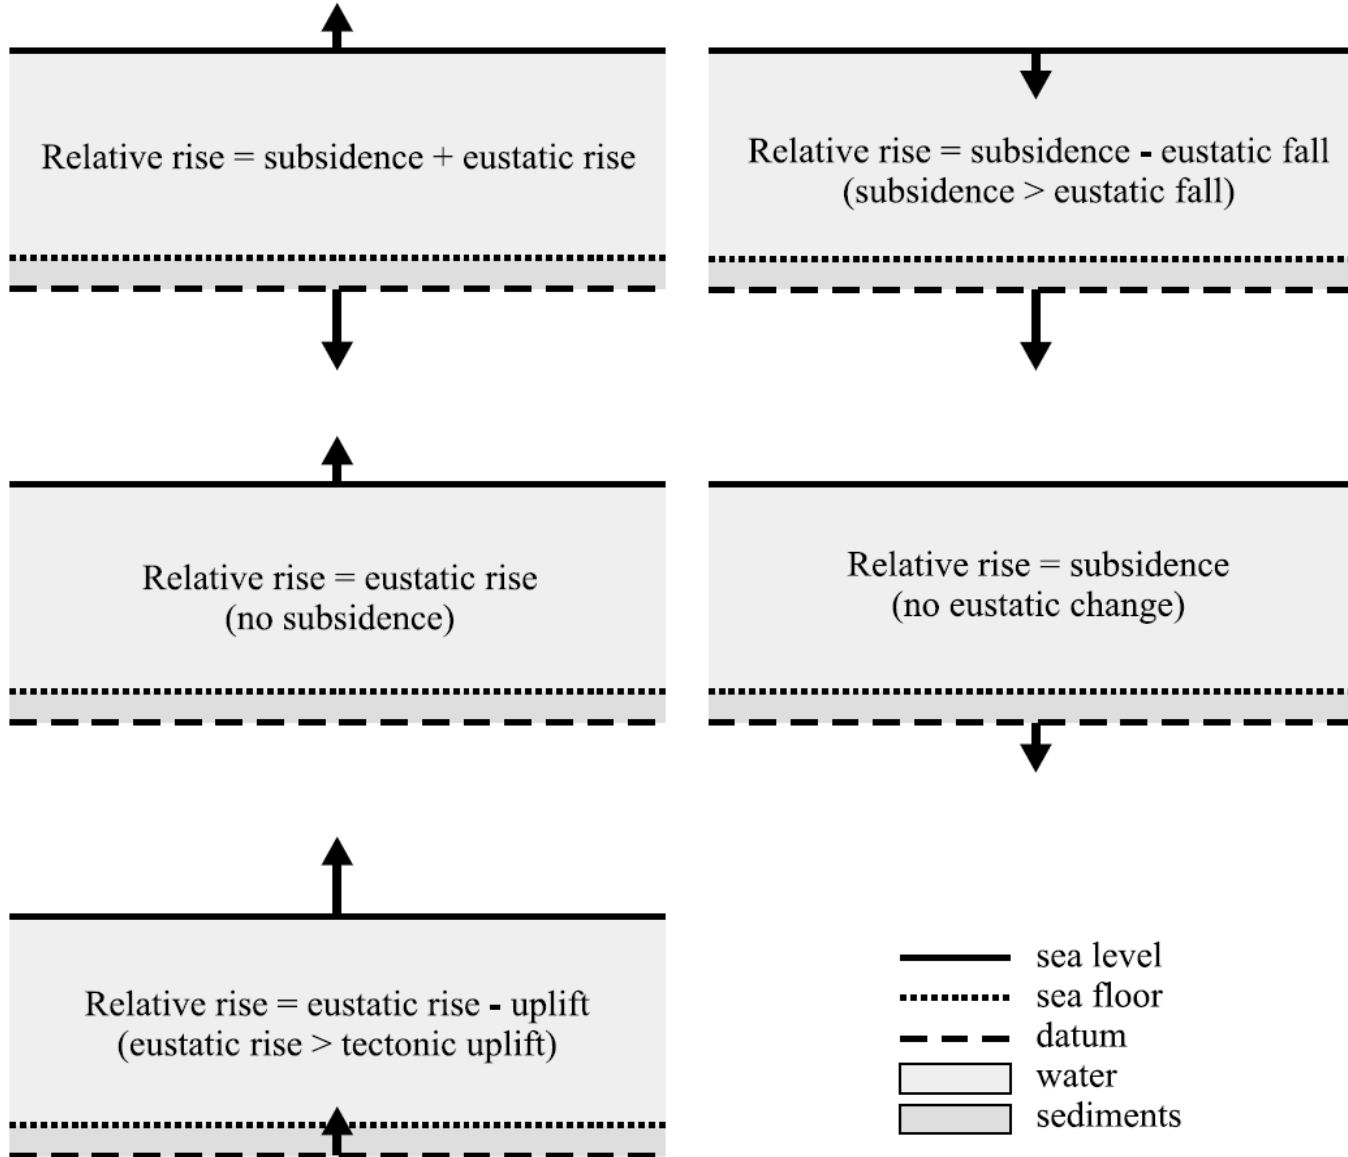 Relative rise = subsidence + eustatic rise
Relative rise = subsidence - eustatic fall
(subsidence > eustatic fall)
Relative rise = eustatic rise
(no subsidence)
Relative rise = subsidence
(no eustatic change)
Relative rise = eustatic rise - uplift
(eustatic rise > tectonic uplift)
sea level
sea floor
datum
water
sediments